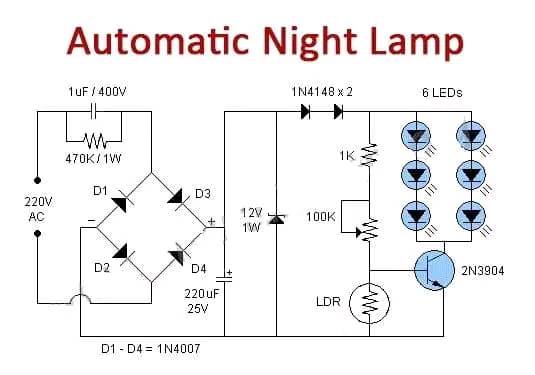 Automatic Night Lamp
1uF / 400V
1N4148 x 2
6 LEDs
470K / 1W
1K
D1
D3
220V
AC
−
+
12V
1W
100K
D2
D4
2N3904
+
220uF
25V
LDR
D1 - D4 = 1N4007